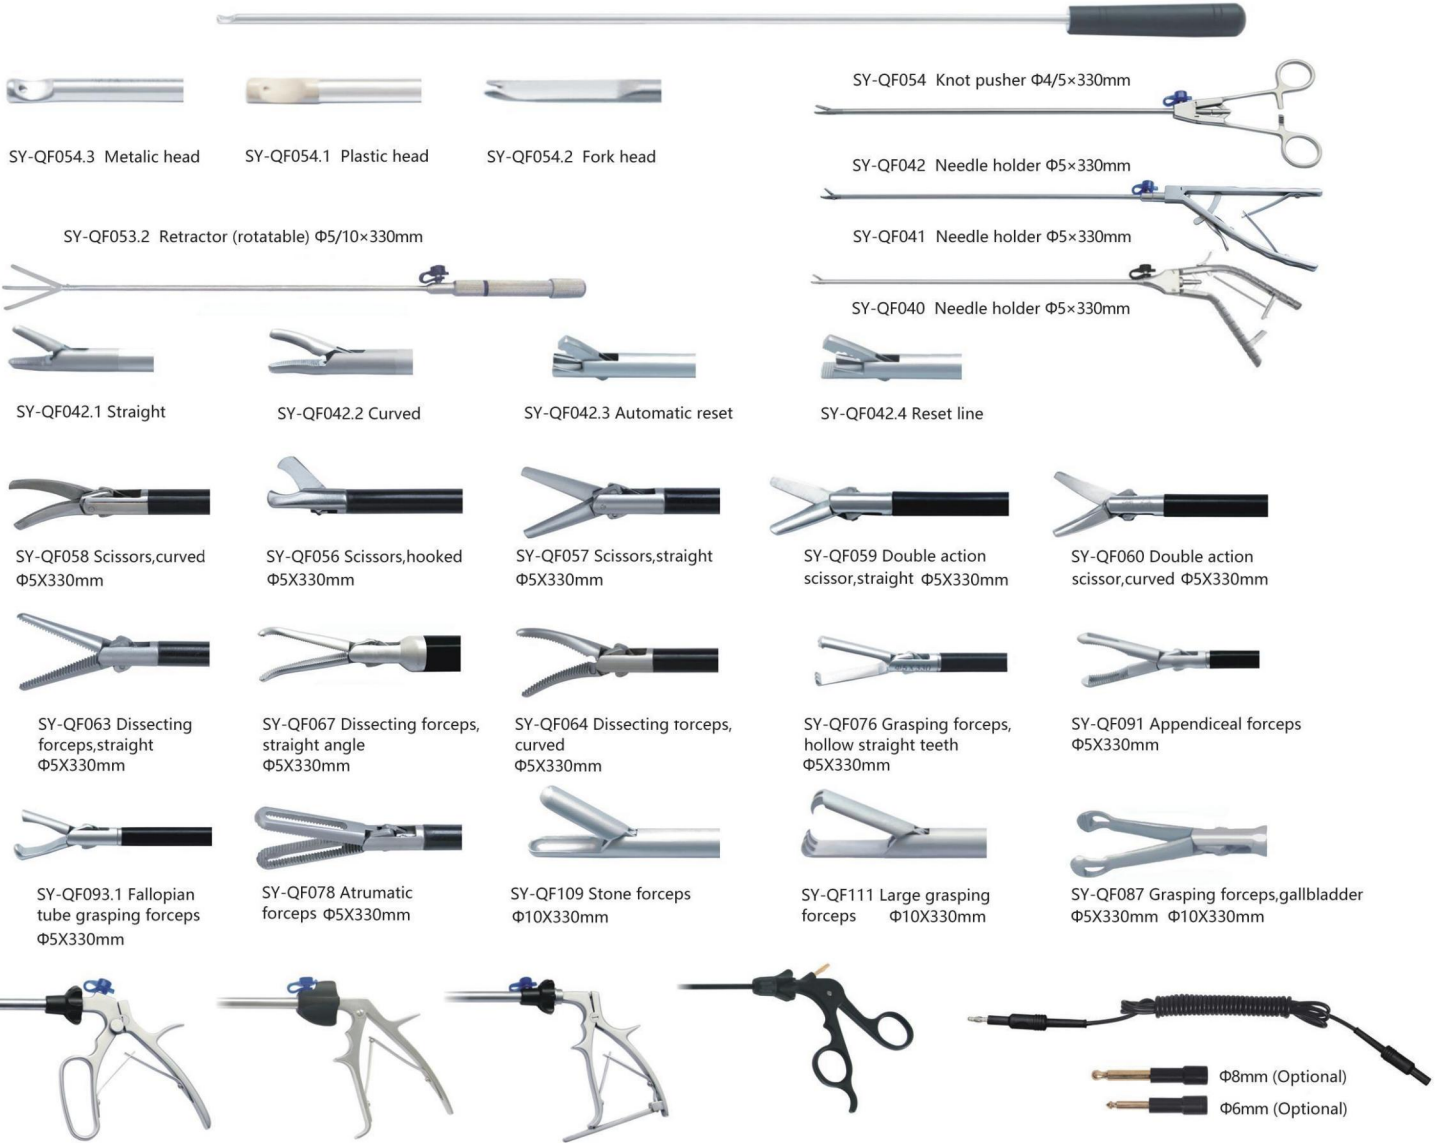 SY-QF054 Knot pusher Φ4/5×330mm
SY-QF054.3 Metalic head
SY-QF054.1 Plastic head
SY-QF054.2 Fork head
SY-QF042 Needle holder Φ5×330mm
SY-QF053.2 Retractor (rotatable) Φ5/10×330mm
SY-QF041 Needle holder Φ5×330mm
SY-QF040 Needle holder Φ5×330mm
SY-QF042.1 Straight
SY-QF042.2 Curved
SY-QF042.3 Automatic reset
SY-QF042.4 Reset line
SY-QF058 Scissors,curved
Φ5X330mm
SY-QF056 Scissors,hooked
Φ5X330mm
SY-QF057 Scissors,straight
Φ5X330mm
SY-QF059 Double action
scissor,straight Φ5X330mm
SY-QF060 Double action
scissor,curved Φ5X330mm
SY-QF063 Dissecting
forceps,straight
Φ5X330mm
SY-QF067 Dissecting forceps,
straight angle
Φ5X330mm
SY-QF064 Dissecting forceps,
curved
Φ5X330mm
SY-QF076 Grasping forceps,
hollow straight teeth
Φ5X330mm
SY-QF091 Appendiceal forceps
Φ5X330mm
SY-QF093.1 Fallopian
tube grasping forceps
Φ5X330mm
SY-QF078 Atrumatic
forceps Φ5X330mm
SY-QF109 Stone forceps
Φ10X330mm
SY-QF111 Large grasping
forceps Φ10X330mm
SY-QF087 Grasping forceps,gallbladder
Φ5X330mm Φ10X330mm
Φ8mm (Optional)
Φ6mm (Optional)